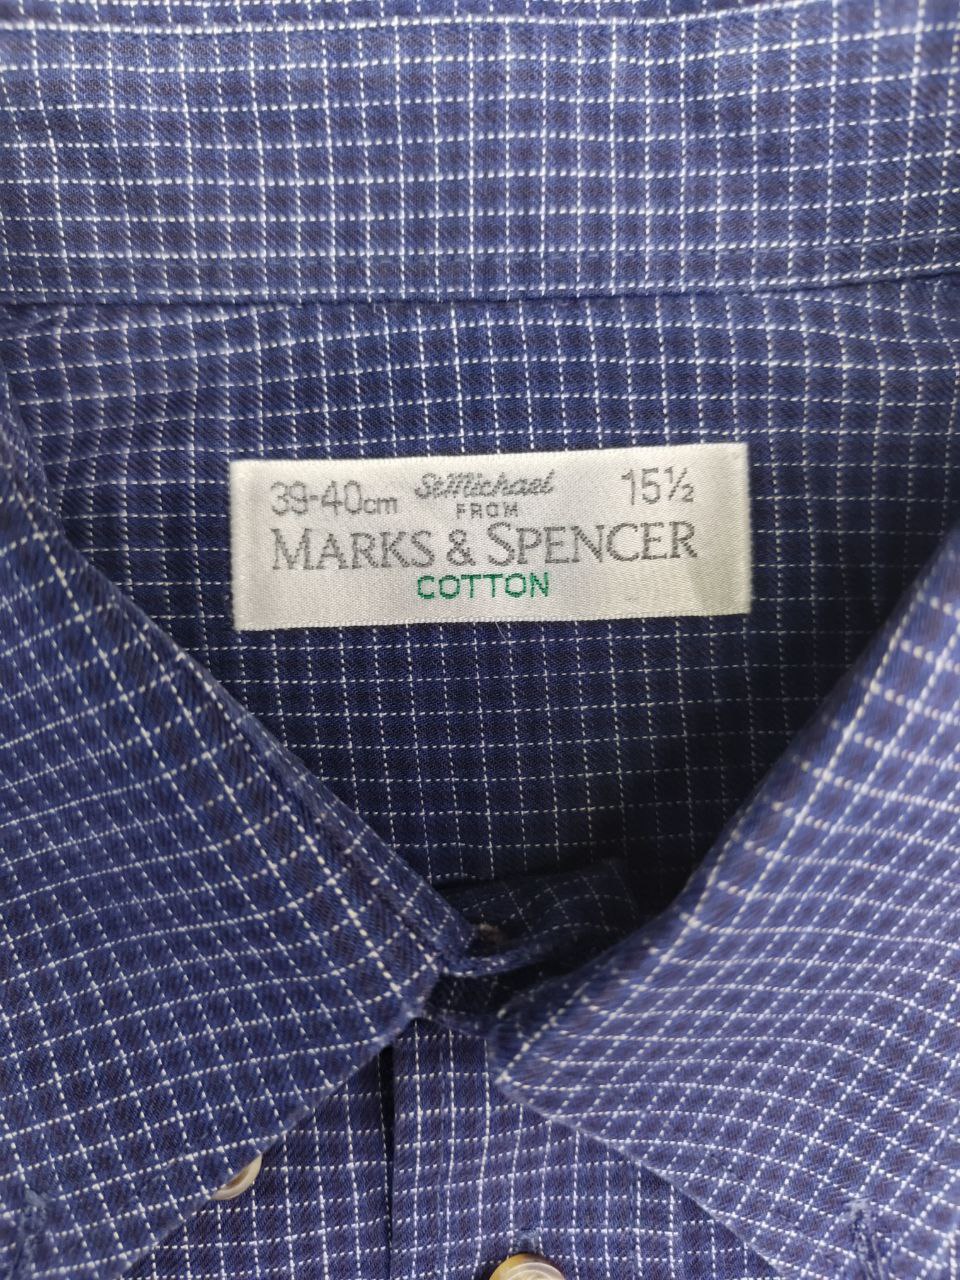 39-40cm St Michael 15½
FROM
MARKS & SPENCER
COTTON